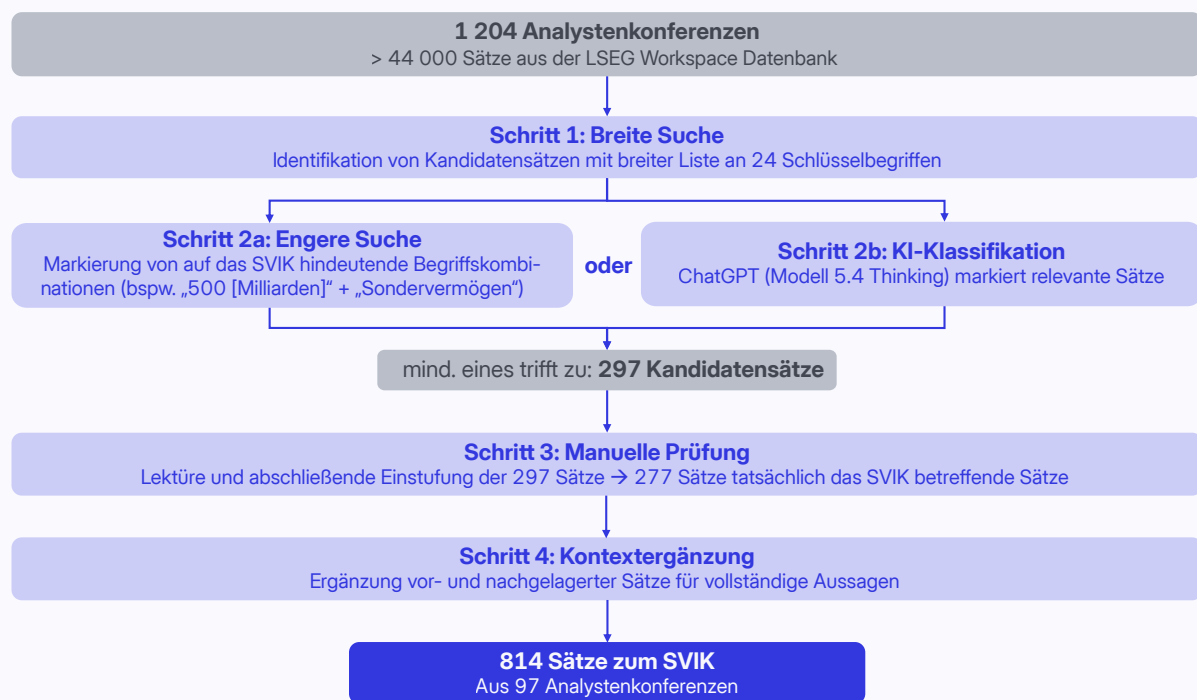 1 204 Analystenkonferenzen
> 44 000 Sätze aus der LSEG Workspace Datenbank
Schritt 1: Breite Suche
Identifikation von Kandidatensätzen mit breiter Liste an 24 Schlüsselbegriffen
Schritt 2a: Engere Suche
Markierung von auf das SVIK hindeutende Begriffskombi-
nationen (bspw. „500 [Milliarden]“ + „Sondervermögen“)
oder
Schritt 2b: KI-Klassifikation
ChatGPT (Modell 5.4 Thinking) markiert relevante Sätze
mind. eines trifft zu: 297 Kandidatensätze
Schritt 3: Manuelle Prüfung
Lektüre und abschließende Einstufung der 297 Sätze → 277 Sätze tatsächlich das SVIK betreffende Sätze
Schritt 4: Kontextergänzung
Ergänzung vor- und nachgelagerter Sätze für vollständige Aussagen
814 Sätze zum SVIK
Aus 97 Analystenkonferenzen